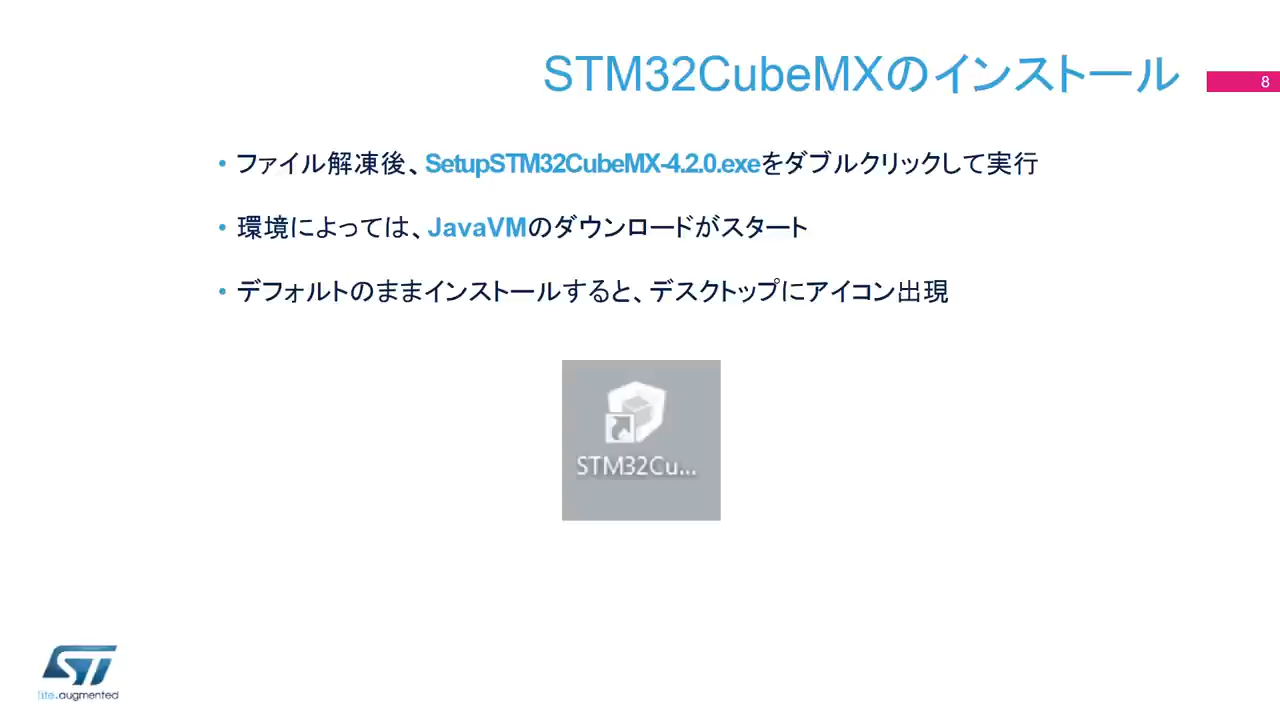 STM32CubeMXのインストール
8
• ファイル解凍後、SetupSTM32CubeMX-4.2.0.exeをダブルクリックして実行
• 環境によっては、JavaVMのダウンロードがスタート
• デフォルトのままインストールすると、デスクトップにアイコン出現
STM32Cu...
ST
life.augmented